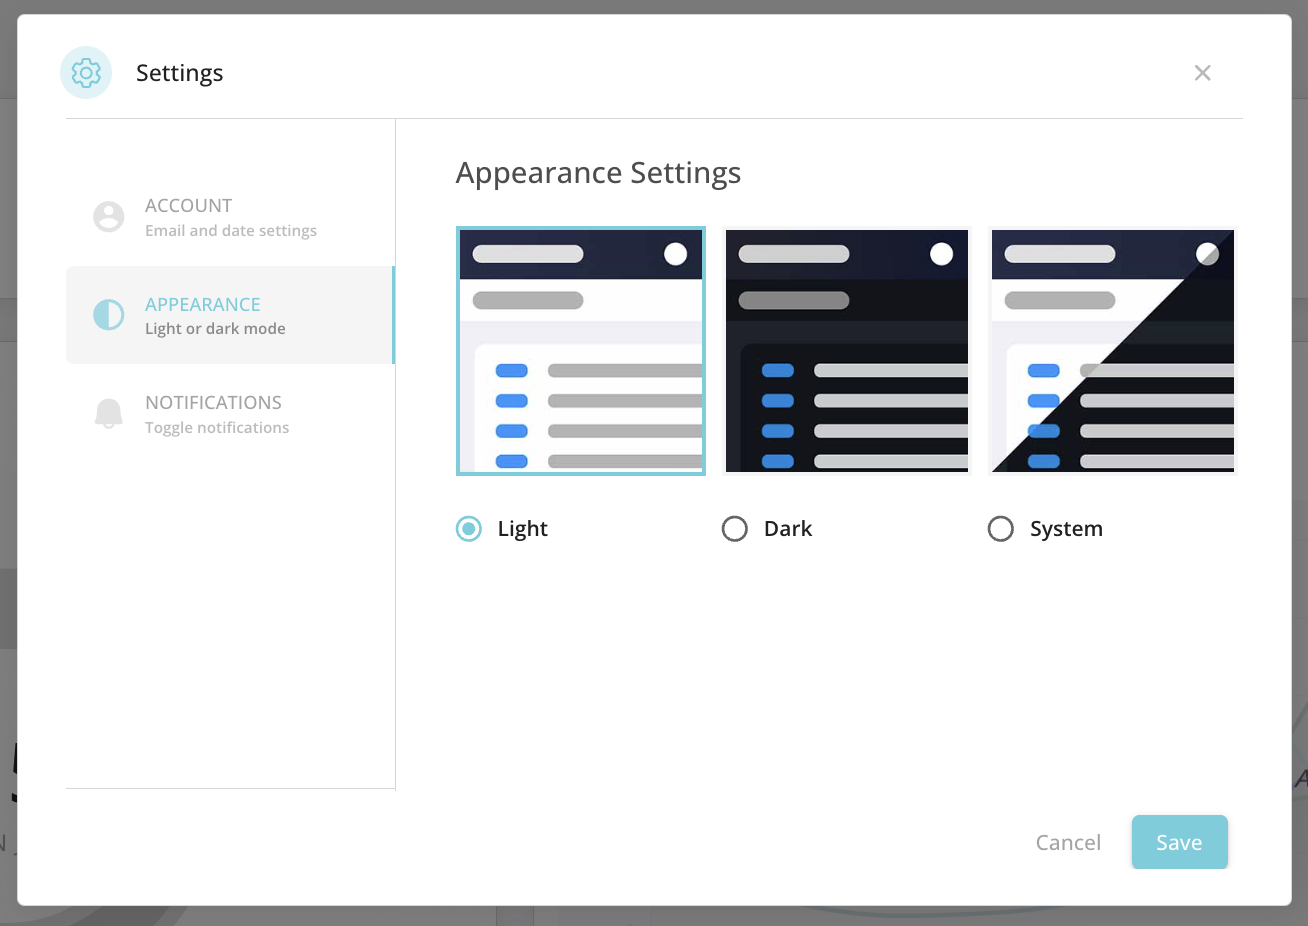 Settings
ACCOUNT
Email and date settings
APPEARANCE
Light or dark mode
NOTIFICATIONS
Toggle notifications
Appearance Settings
Light
Dark
System
Cancel
Save